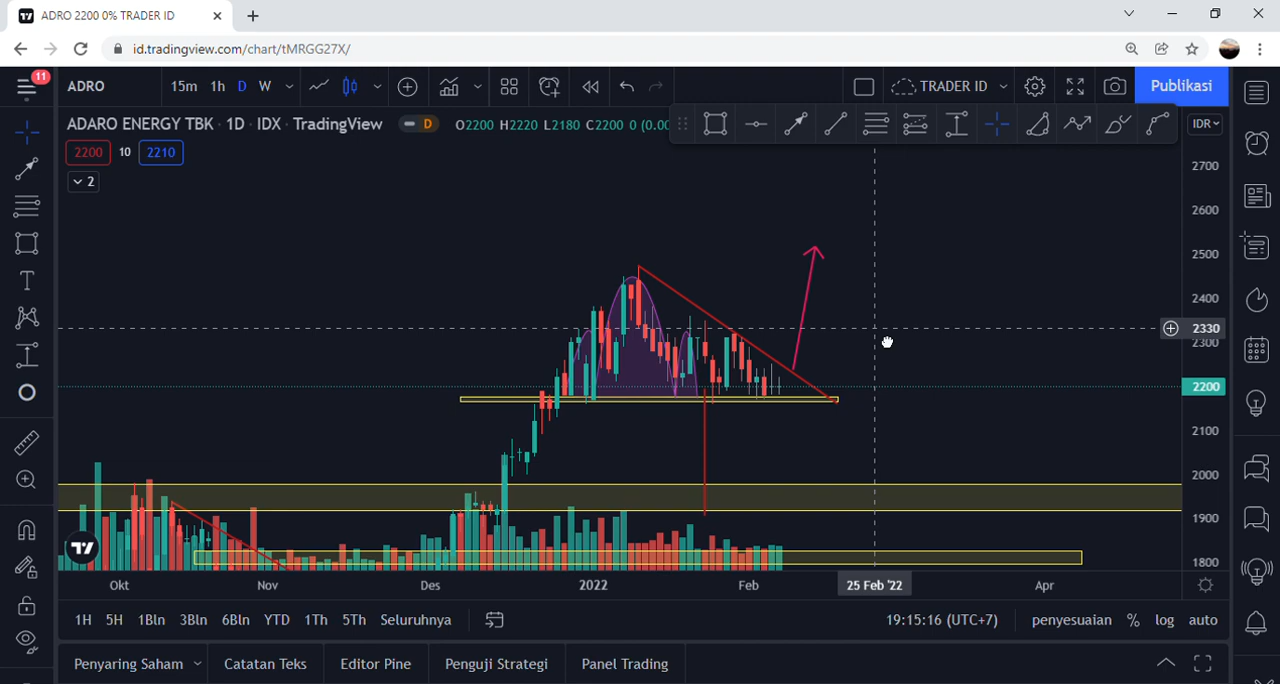 ADRO 2200 0% TRADER ID
id.tradingview.com/chart/tMRGG27X/
11
ADRO
15m 1h D W
TRADER ID
Publikasi
ADARO ENERGY TBK · 1D · IDX · TradingView
D
O2200 H2220 L2180 C2200 0 (0.00
IDR
2200 10 2210
2
2700
2600
2500
2400
2330
2300
2200
2100
2000
1900
1800
Okt Nov Des 2022 Feb 25 Feb '22 Apr
1H 5H 1Bln 3Bln 6Bln YTD 1Th 5Th Seluruhnya
19:15:16 (UTC+7) penyesuaian % log auto
Penyaring Saham Catatan Teks Editor Pine Penguji Strategi Panel Trading